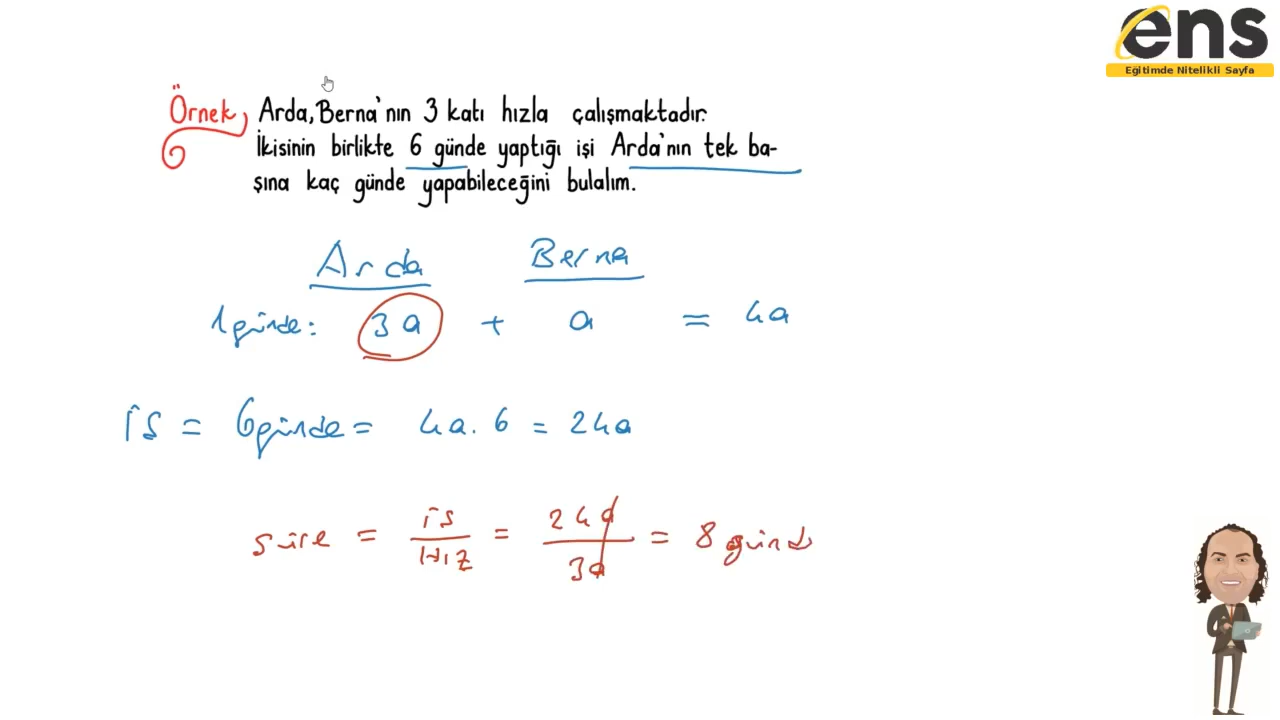 ens
Eğitimde Nitelikli Sayfa
Örnek, Arda, Berna'nın 3 katı hızla çalışmaktadır.
İkisinin birlikte 6 günde yaptığı işi Arda'nın tek ba-
şına kaç günde yapabileceğini bulalım.
Arda Berna
1 günde: 3a + a = 4a
İş = 6 günde = 4a . 6 = 24a
süre = iş / Hız = 24a / 3a = 8 günd